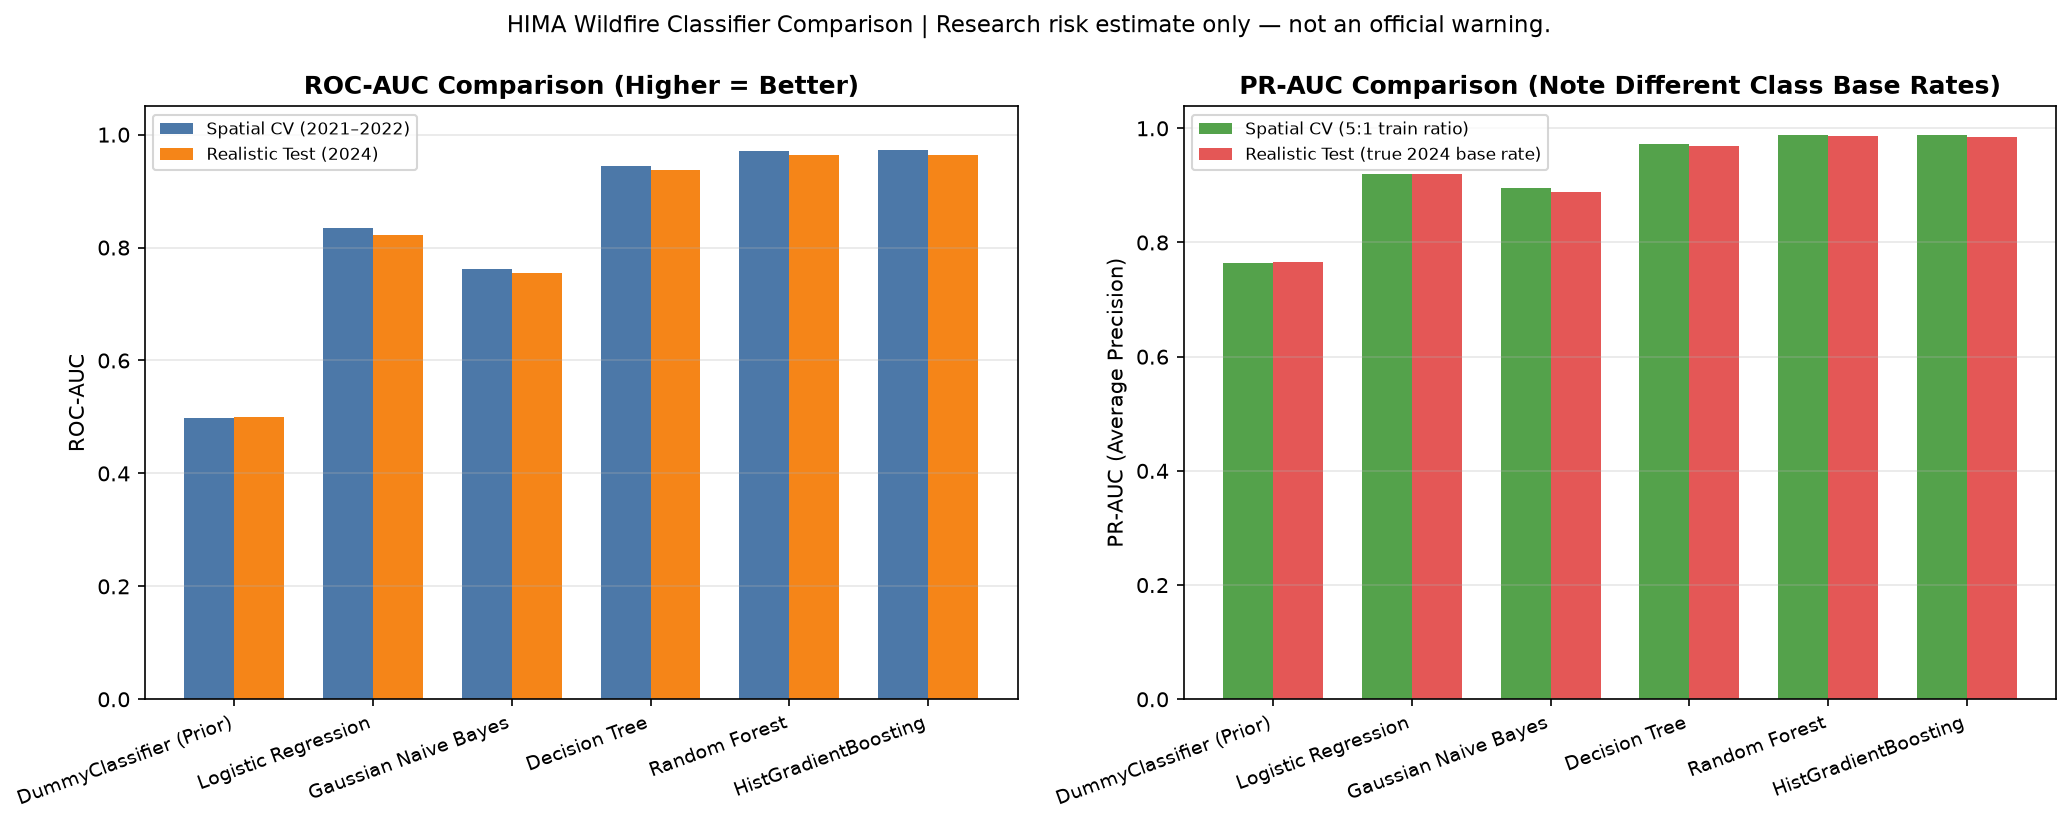 HIMA Wildfire Classifier Comparison | Research risk estimate only — not an official warning.
ROC-AUC Comparison (Higher = Better)
Spatial CV (2021–2022)
Realistic Test (2024)
ROC-AUC
1.0
0.8
0.6
0.4
0.2
0.0
DummyClassifier (Prior)
Logistic Regression
Gaussian Naive Bayes
Decision Tree
Random Forest
HistGradientBoosting
PR-AUC Comparison (Note Different Class Base Rates)
Spatial CV (5:1 train ratio)
Realistic Test (true 2024 base rate)
PR-AUC (Average Precision)
1.0
0.8
0.6
0.4
0.2
0.0
DummyClassifier (Prior)
Logistic Regression
Gaussian Naive Bayes
Decision Tree
Random Forest
HistGradientBoosting